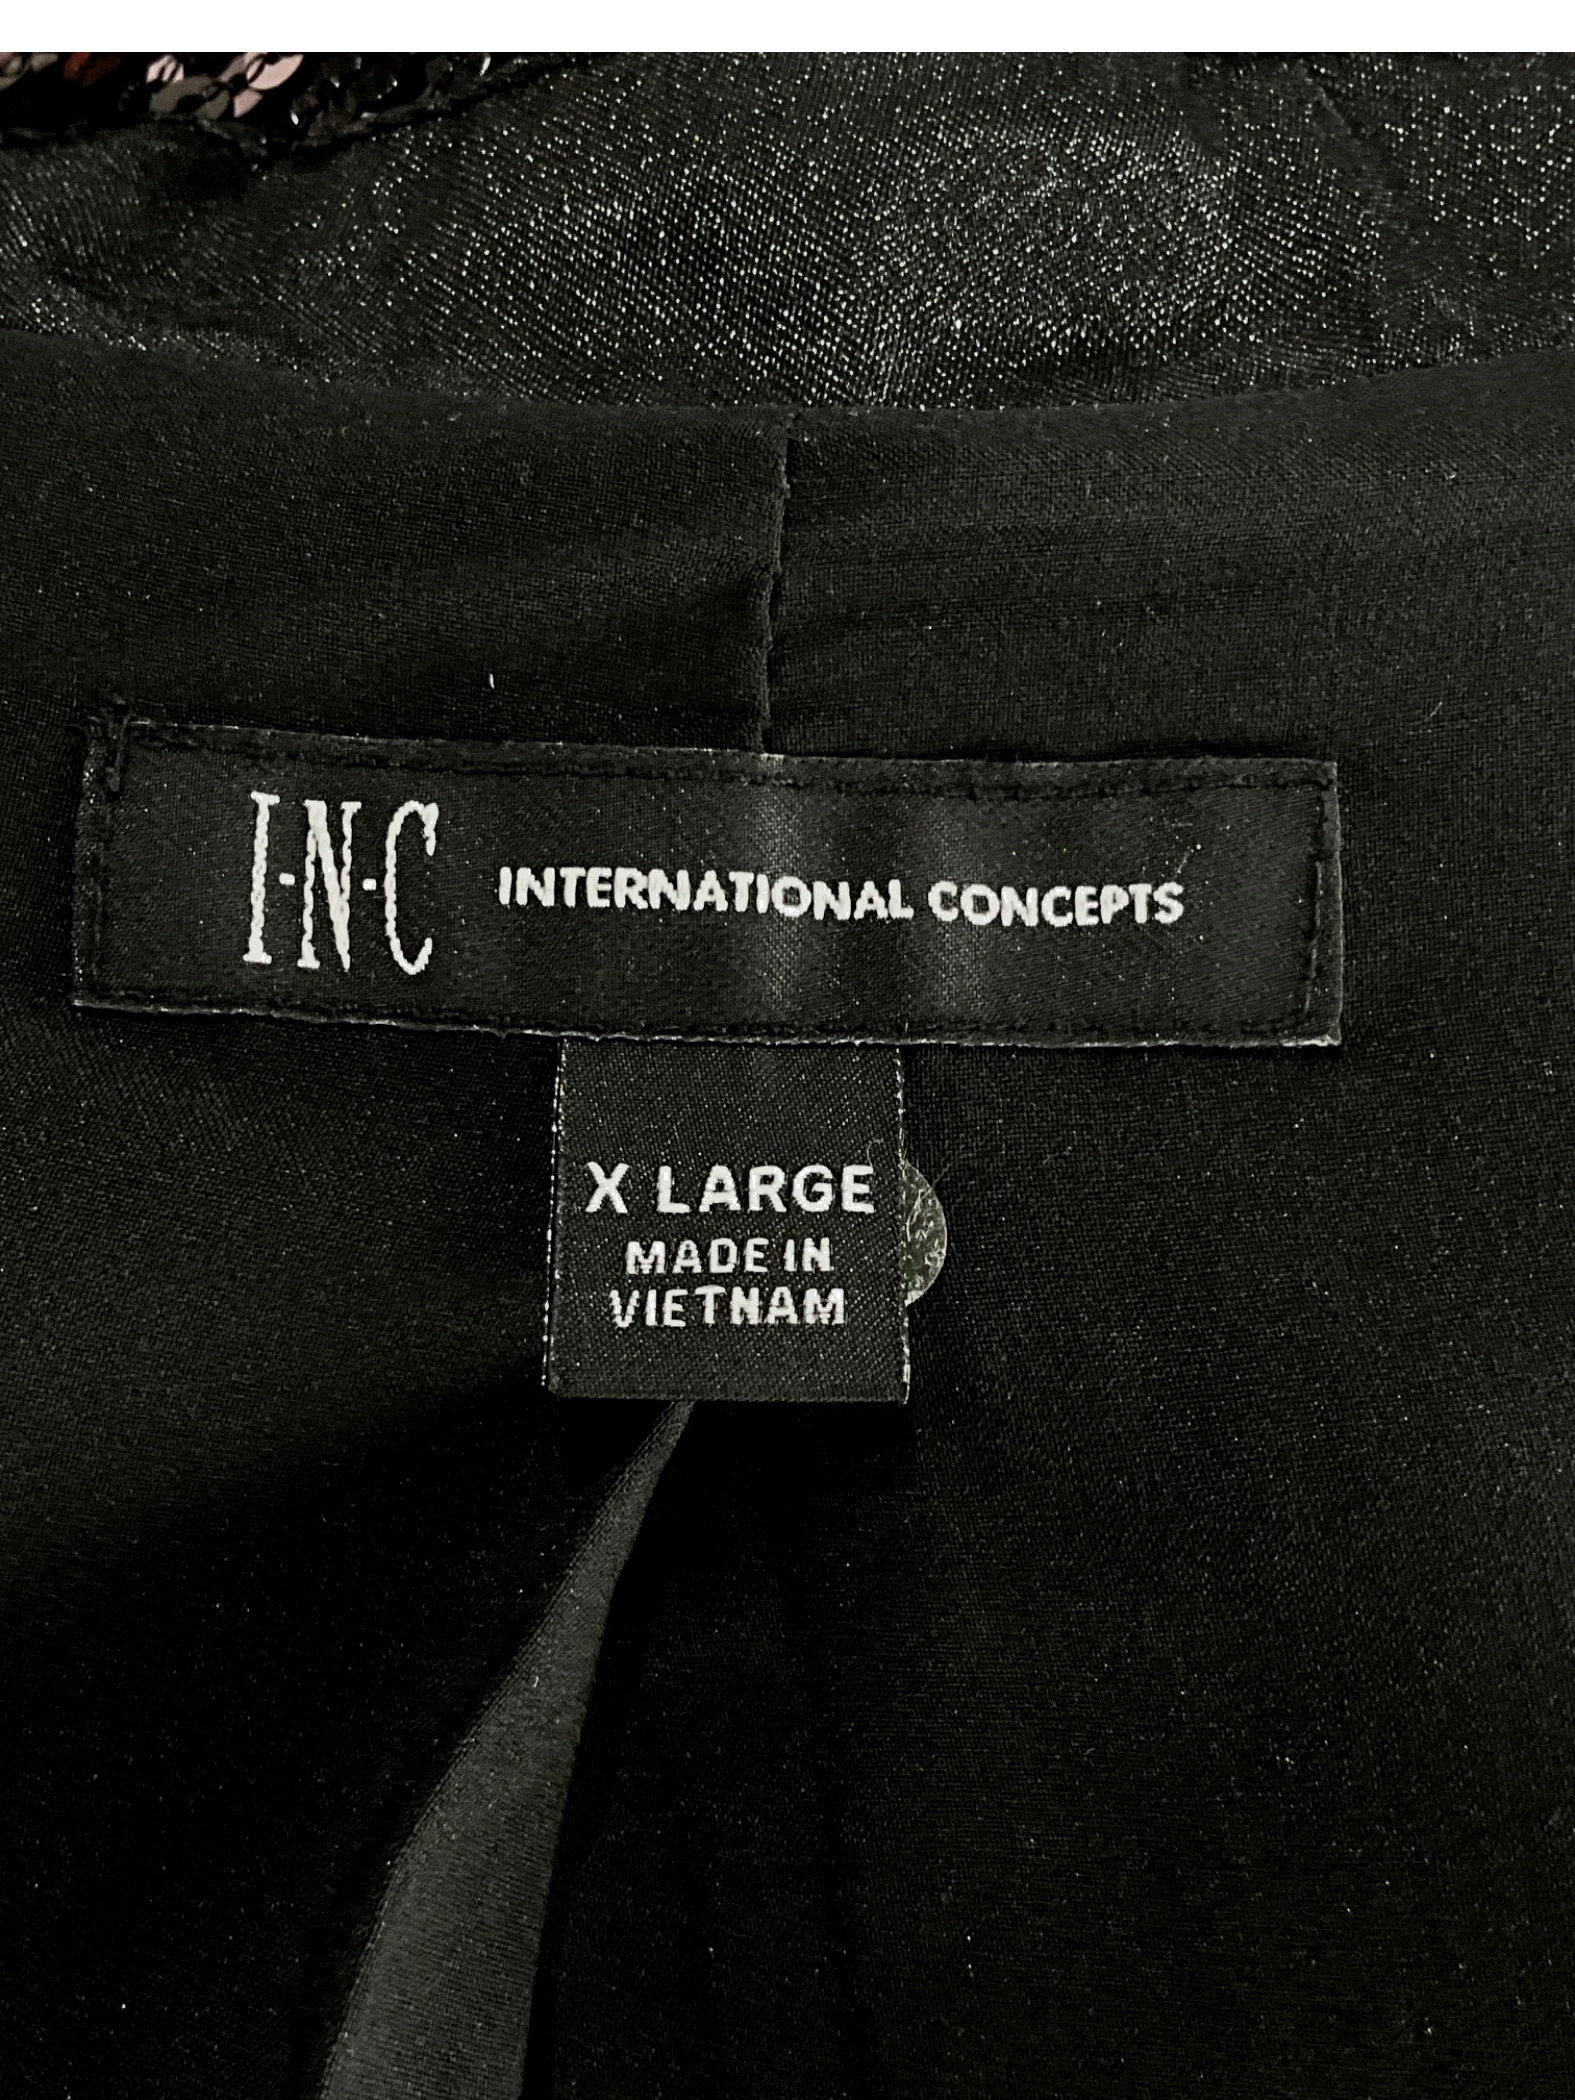 I-N-C INTERNATIONAL CONCEPTS
X LARGE
MADE IN
VIETNAM